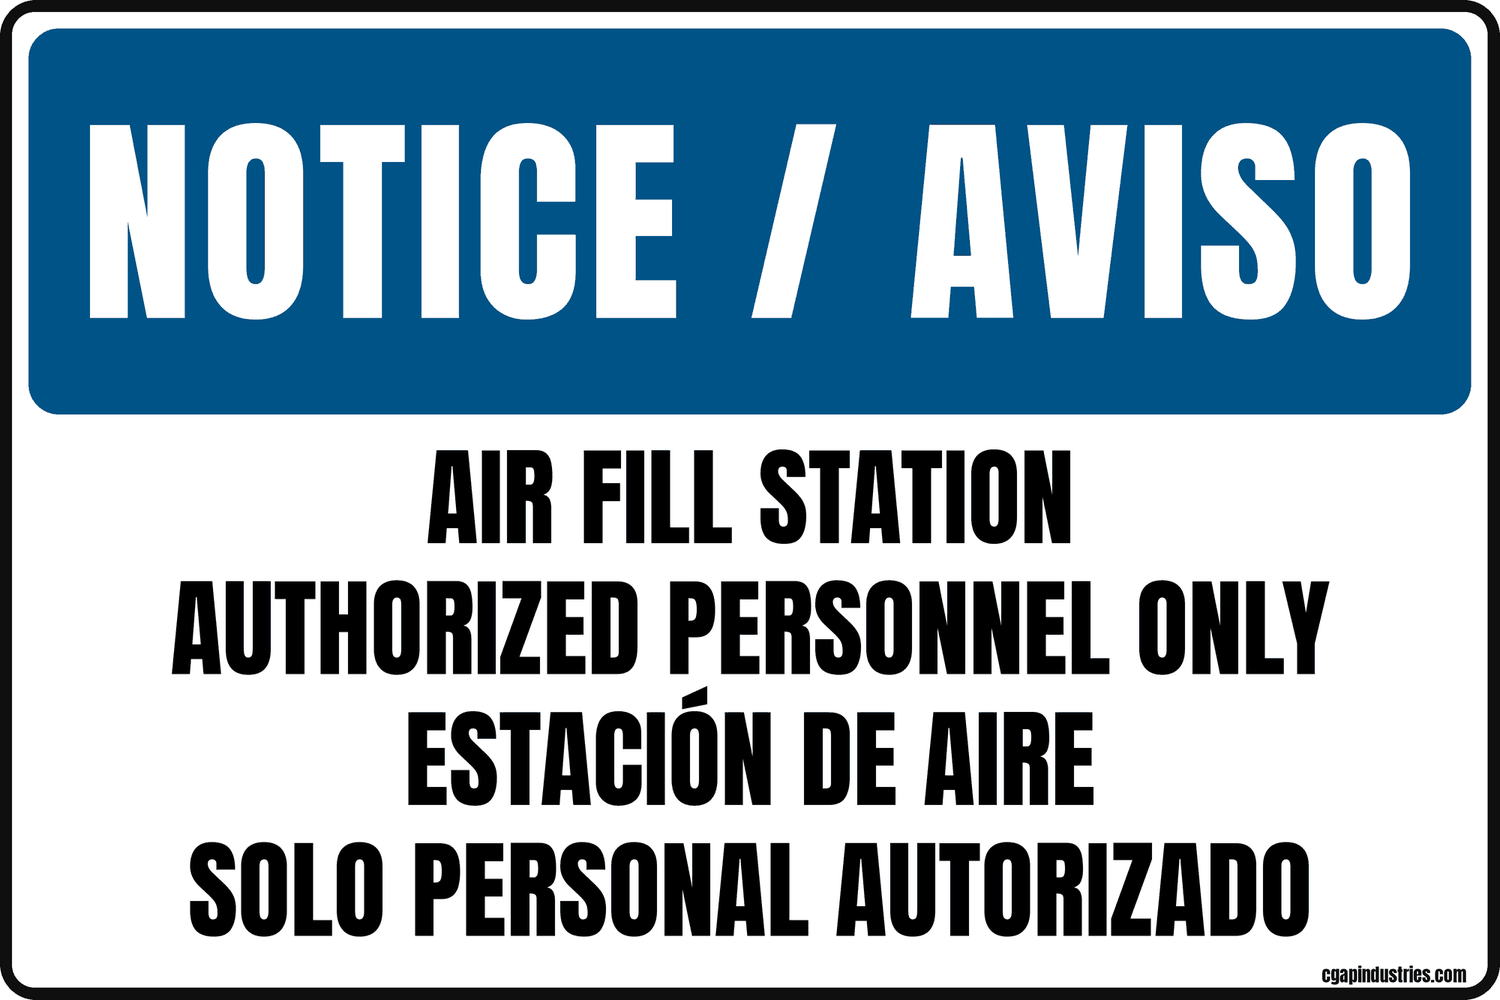 NOTICE / AVISO
AIR FILL STATION
AUTHORIZED PERSONNEL ONLY
ESTACIÓN DE AIRE
SOLO PERSONAL AUTORIZADO
cgapindustries.com